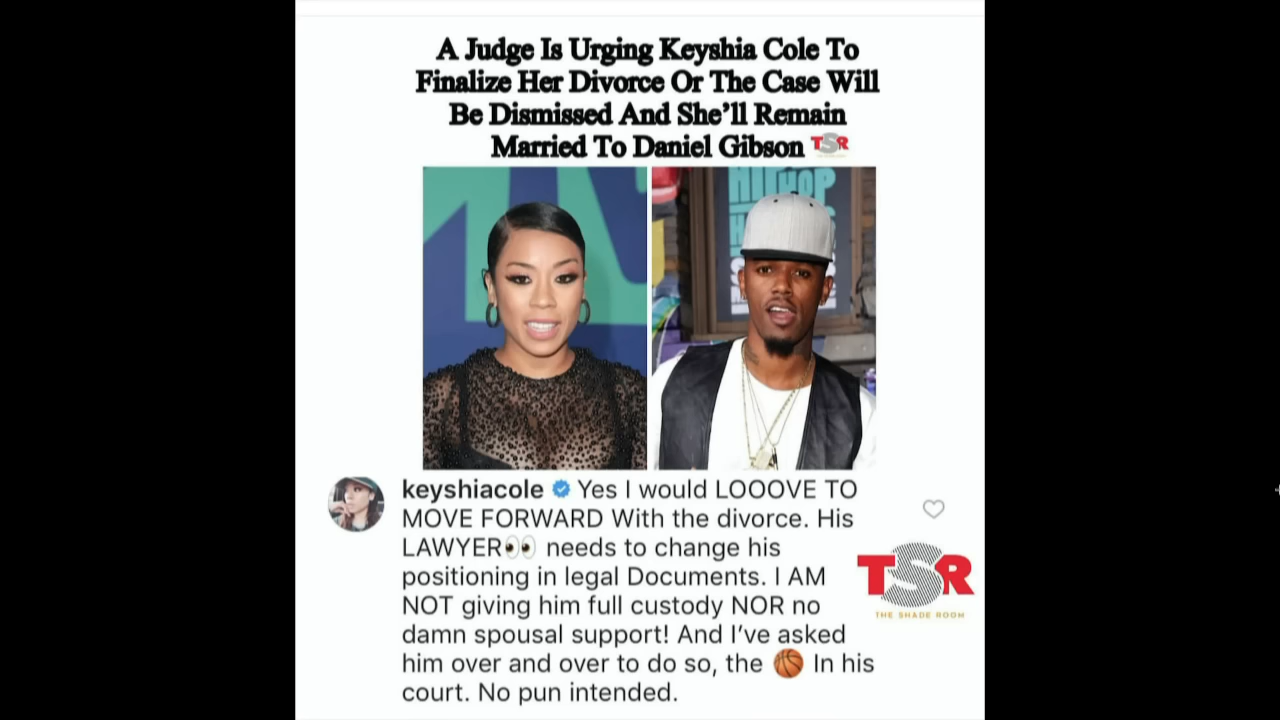 A Judge Is Urging Keyshia Cole To
Finalize Her Divorce Or The Case Will
Be Dismissed And She'll Remain
Married To Daniel Gibson TSR
HIP HOP
keyshiacole Yes I would LOOOVE TO
MOVE FORWARD With the divorce. His
LAWYER👀 needs to change his
positioning in legal Documents. I AM
NOT giving him full custody NOR no
damn spousal support! And I've asked
him over and over to do so, the 🏀 In his
court. No pun intended.
TSR
THE SHADE ROOM